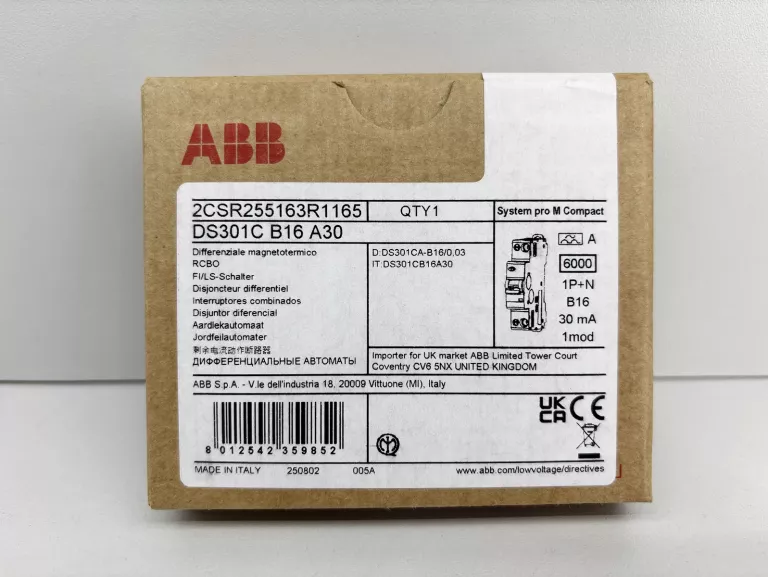 ABB
2CSR255163R1165 QTY1 System pro M Compact
DS301C B16 A30
Differenziale magnetotermico
RCBO
FI/LS-Schalter
Disjoncteur differentiel
Interruptores combinados
Disjuntor diferencial
Aardlekautomaat
Jordfeilautomater
剩余电流动作断路器
ДИФФЕРЕНЦИАЛЬНЫЕ АВТОМАТЫ
D:DS301CA-B16/0,03
IT:DS301CB16A30
A
6000
1P+N
B16
30 mA
1mod
Importer for UK market ABB Limited Tower Court
Coventry CV6 5NX UNITED KINGDOM
ABB S.p.A. - V.le dell'industria 18, 20009 Vittuone (MI), Italy
8 012542 359852
UK
CA CE
MADE IN ITALY 250802 005A www.abb.com/lowvoltage/directives